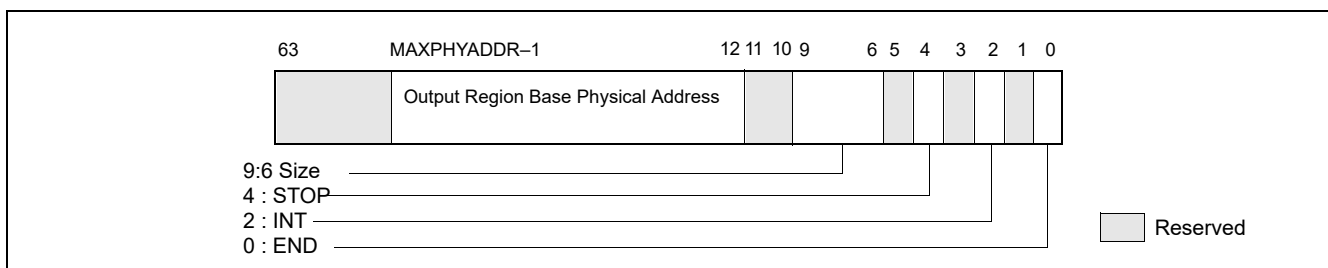 63 MAXPHYADDR–1 12 11 10 9 6 5 4 3 2 1 0
Output Region Base Physical Address
9:6 Size
4 : STOP
2 : INT
0 : END
Reserved